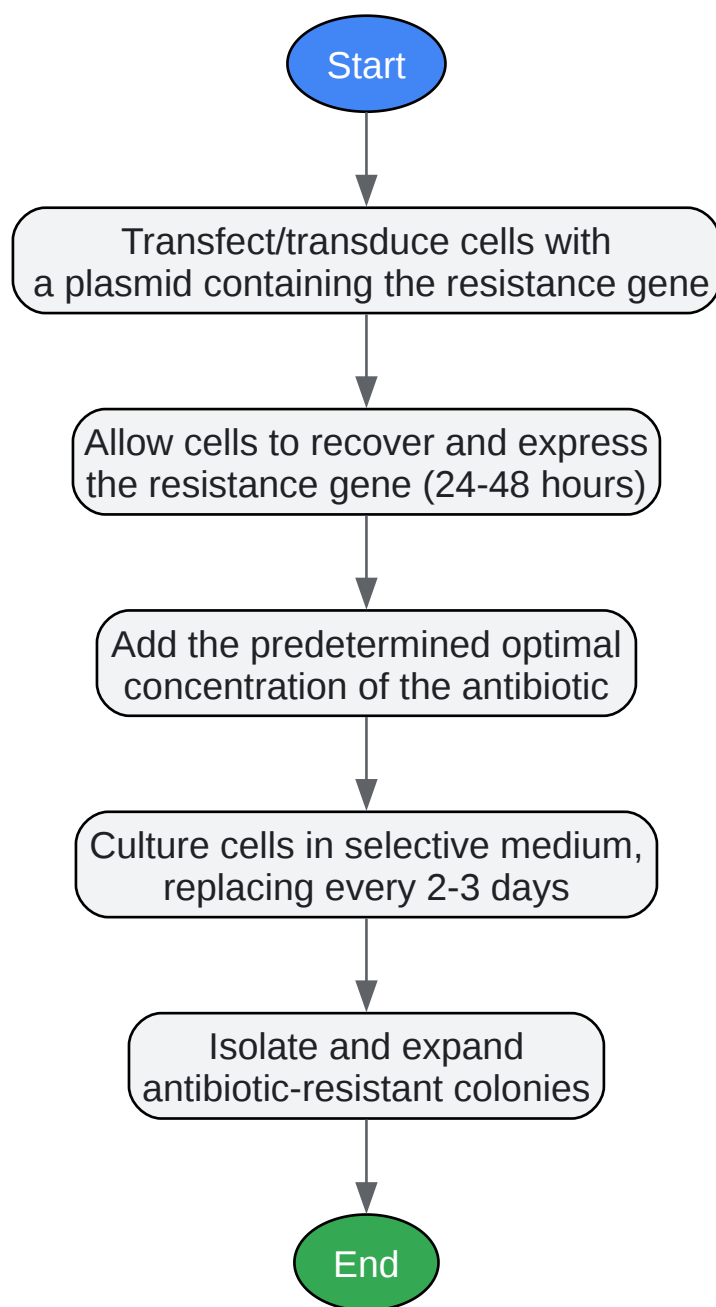 Start
Transfect/transduce cells with
a plasmid containing the resistance gene
Allow cells to recover and express
the resistance gene (24-48 hours)
Add the predetermined optimal
concentration of the antibiotic
Culture cells in selective medium,
replacing every 2-3 days
Isolate and expand
antibiotic-resistant colonies
End